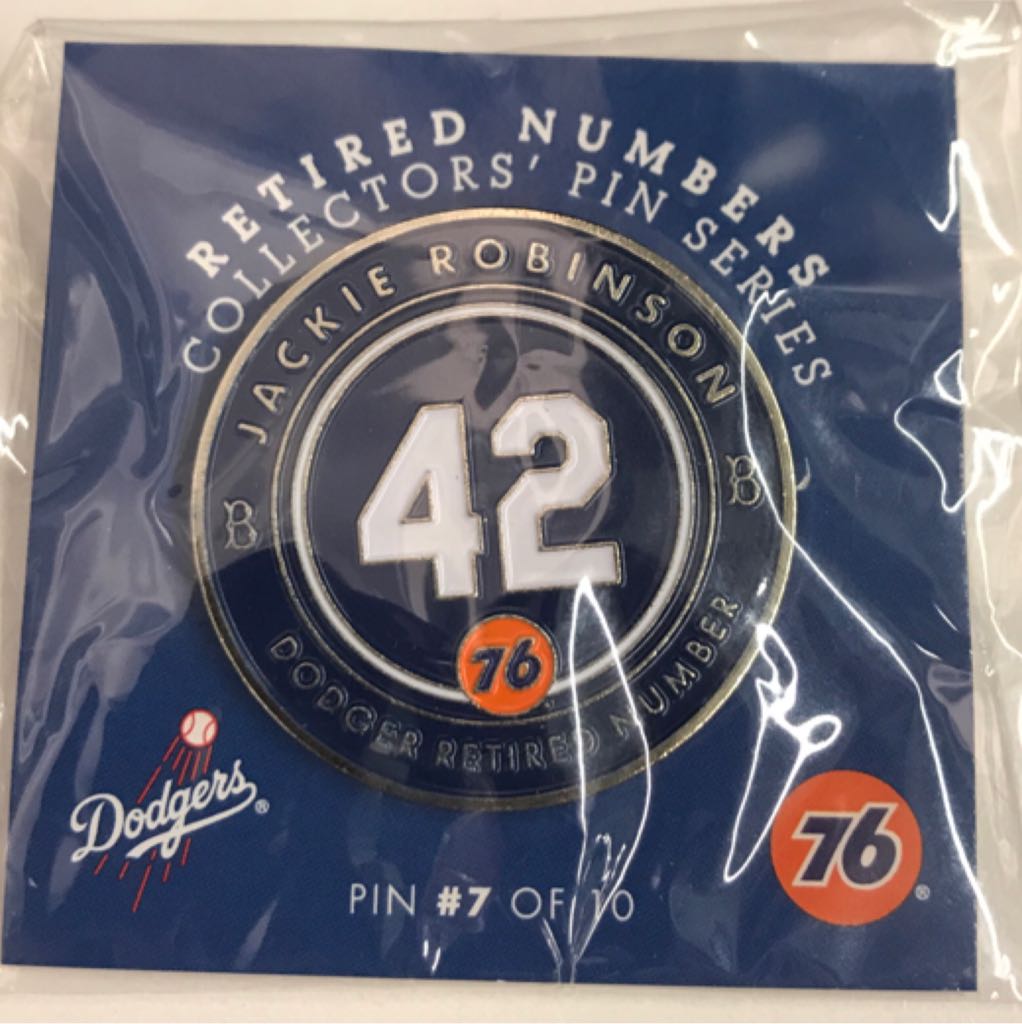 RETIRED NUMBERS
COLLECTORS' PIN SERIES
JACKIE ROBINSON
B B
42
76
DODGER RETIRED NUMBER
Dodgers®
76®
PIN #7 OF 10